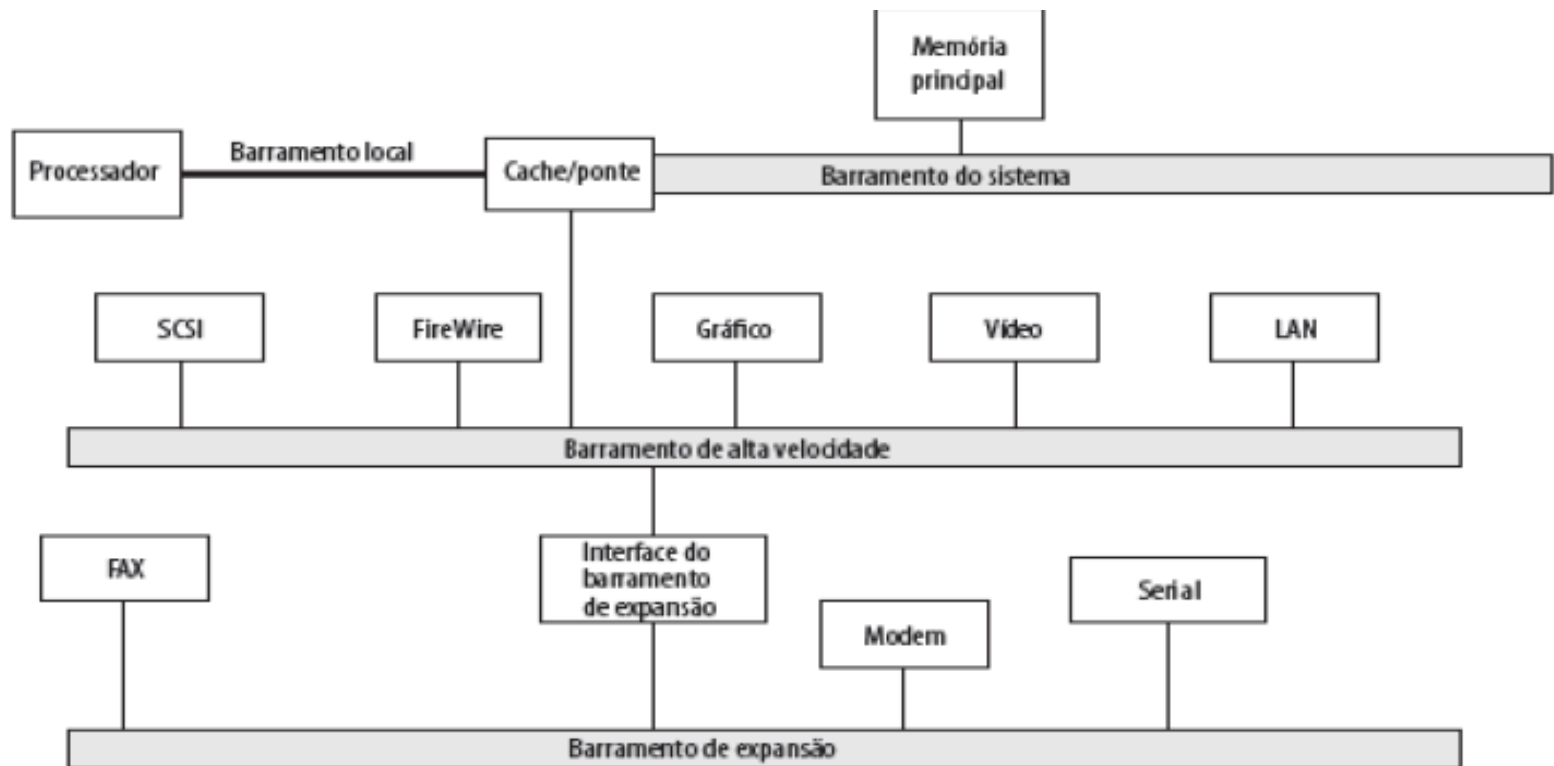 Memória
principal
Processador
Barramento local
Cache/ponte
Barramento do sistema
SCSI
FireWire
Gráfico
Vídeo
LAN
Barramento de alta velocidade
FAX
Interface do
barramento
de expansão
Modem
Serial
Barramento de expansão